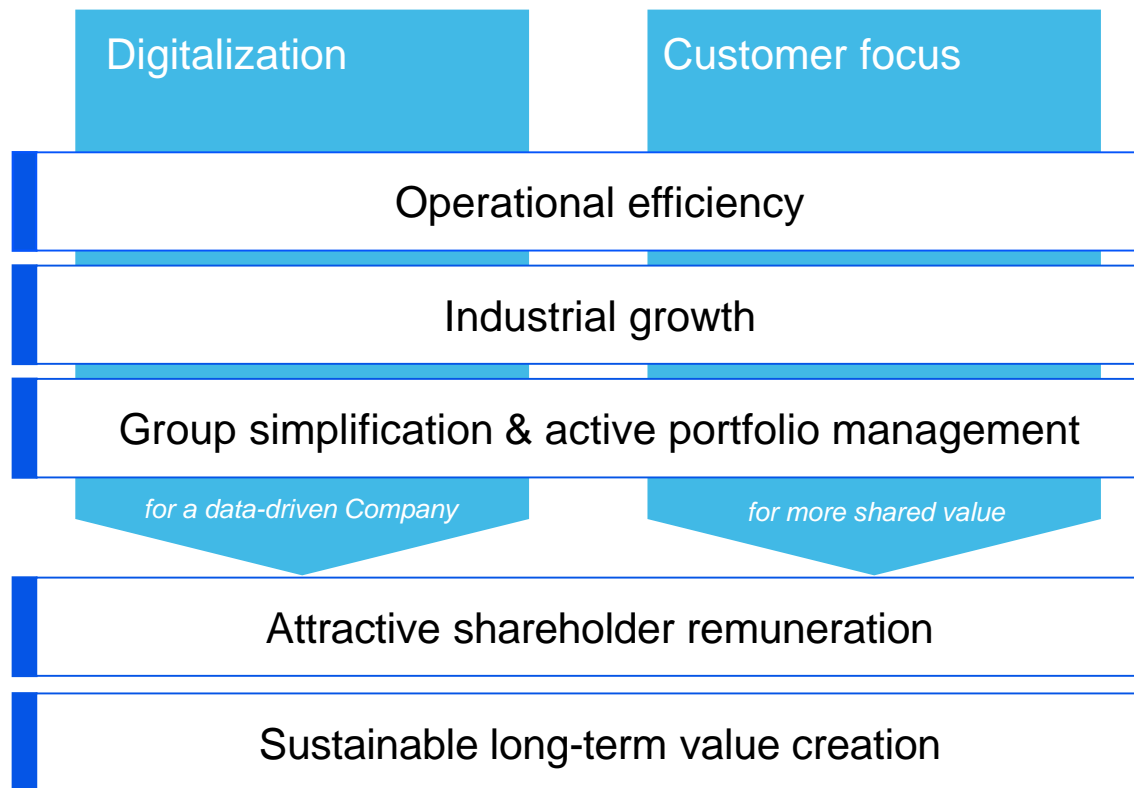 Digitalization
Customer focus
Operational efficiency
Industrial growth
Group simplification & active portfolio management
for a data-driven Company
for more shared value
Attractive shareholder remuneration
Sustainable long-term value creation